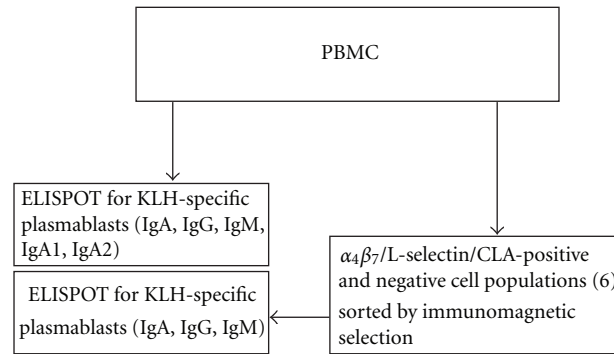 PBMC
ELISPOT for KLH-specific
plasmablasts (IgA, IgG, IgM,
IgA1, IgA2)
α4β7/L-selectin/CLA-positive
and negative cell populations (6)
sorted by immunomagnetic
selection
ELISPOT for KLH-specific
plasmablasts (IgA, IgG, IgM)